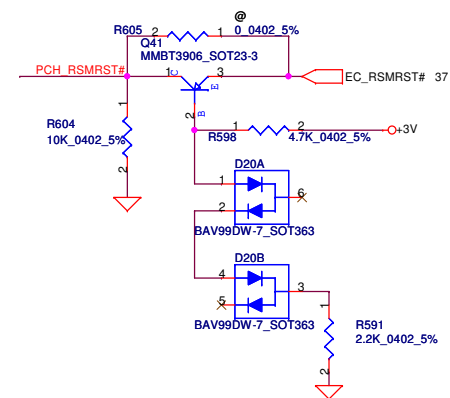 @
R605 2 1 0_0402_5%
Q41
MMBT3906_SOT23-3
PCH_RSMRST# 1 C 3 E EC_RSMRST# 37
B
2
1
R604
10K_0402_5%
2
R598 1 2 4.7K_0402_5% +3V
D20A
1
6
2
BAV99DW-7_SOT363
D20B
4
3
5
BAV99DW-7_SOT363
1
R591
2.2K_0402_5%
2